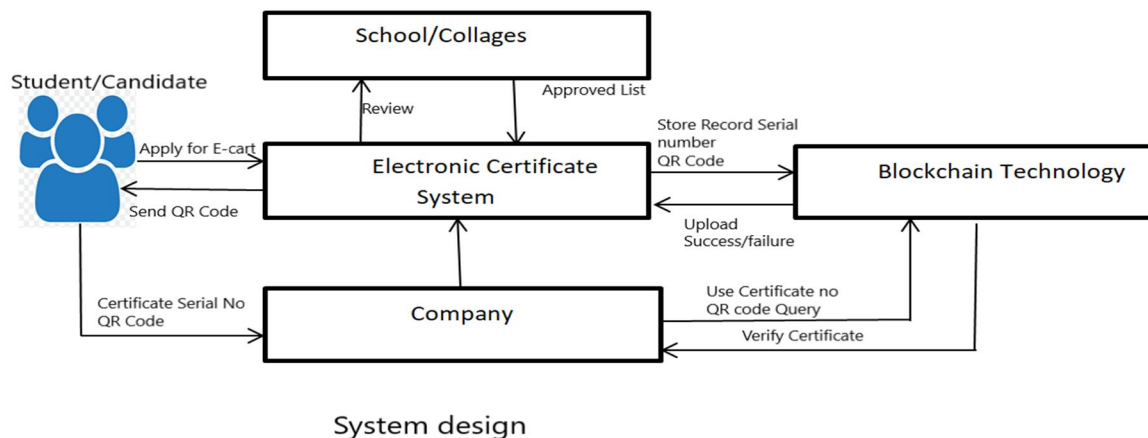 School/Collages
Student/Candidate
Review
Approved List
Apply for E-cart
Send QR Code
Electronic Certificate
System
Store Record Serial
number
QR Code
Upload
Success/failure
Blockchain Technology
Certificate Serial No
QR Code
Company
Use Certificate no
QR code Query
Verify Certificate
System design